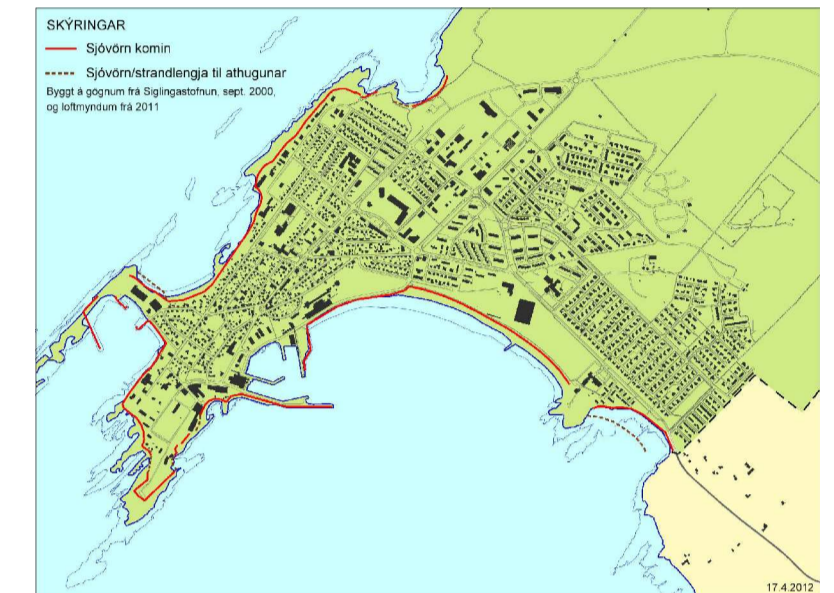 SKÝRINGAR
Sjóvörn komin
Sjóvörn/strandlengja til athugunar
Byggt á gögnum frá Siglingastofnun, sept. 2000,
og loftmyndum frá 2011
17.4.2012